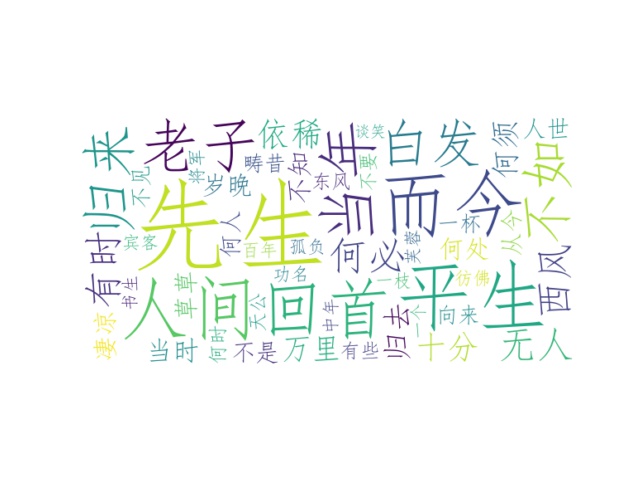 归来
老子
依稀
当年
谈笑
白发
何须
人世
不如
不见
将军
畴昔
岁晚
不知
东风
不要
先生
而今
一杯
从今
有时
宾客
何人
百年
孤负
何必
芙蓉
何处
西风
书生
草草
人间
天公
功名
回首
一枝
平生
彷佛
凄凉
中年
一个
向来
当时
何时
不是
万里
有些
归去
十分
无人